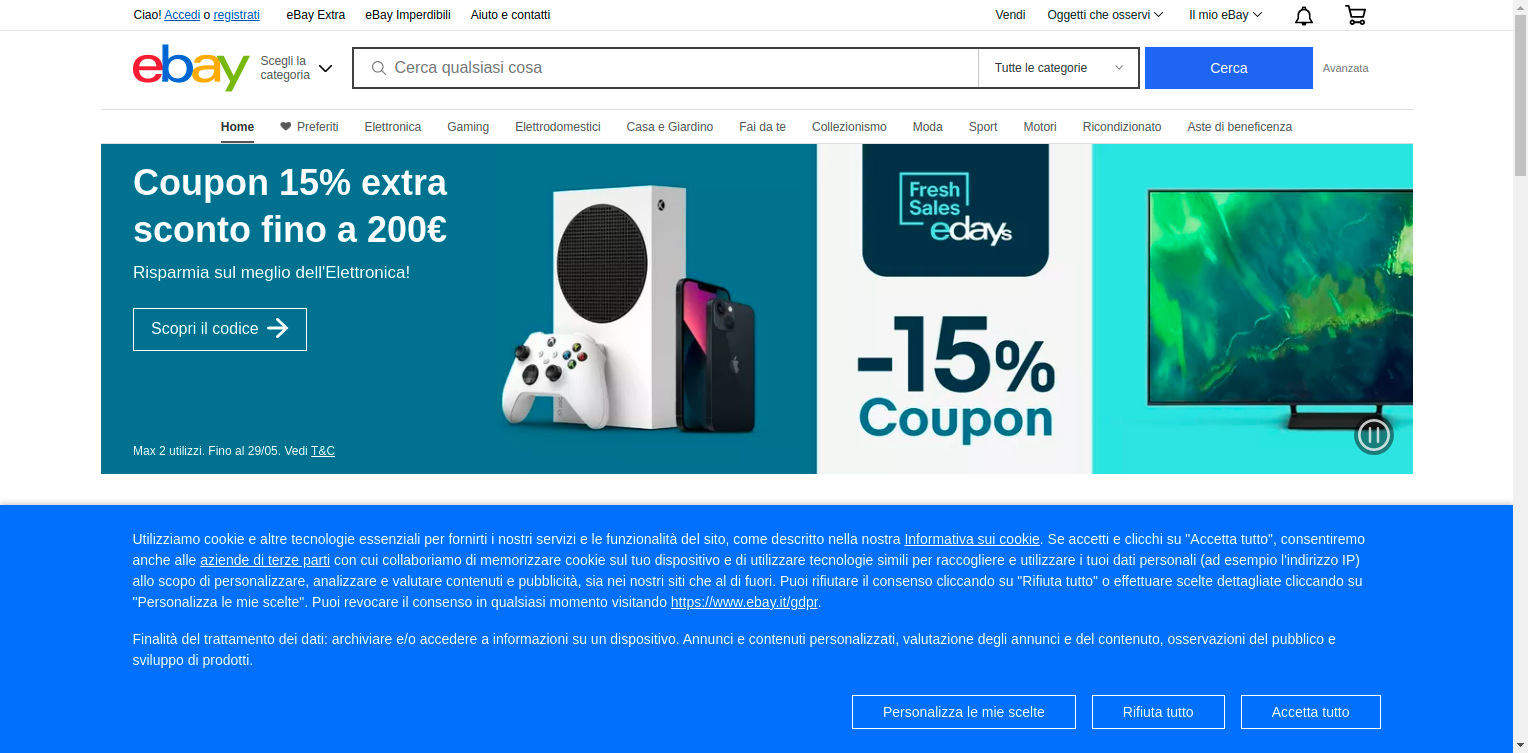 Ciao! Accedi o registrati eBay Extra eBay Imperdibili Aiuto e contatti Vendi Oggetti che osservi Il mio eBay
ebay
Scegli la
categoria
Cerca qualsiasi cosa Tutte le categorie Cerca Avanzata
Home Preferiti Elettronica Gaming Elettrodomestici Casa e Giardino Fai da te Collezionismo Moda Sport Motori Ricondizionato Aste di beneficenza
Coupon 15% extra
sconto fino a 200€
Risparmia sul meglio dell'Elettronica!
Scopri il codice
Max 2 utilizzi. Fino al 29/05. Vedi T&C
Fresh
Sales
edays
-15%
Coupon
Utilizziamo cookie e altre tecnologie essenziali per fornirti i nostri servizi e le funzionalità del sito, come descritto nella nostra Informativa sui cookie. Se accetti e clicchi su "Accetta tutto", consentiremo
anche alle aziende di terze parti con cui collaboriamo di memorizzare cookie sul tuo dispositivo e di utilizzare tecnologie simili per raccogliere e utilizzare i tuoi dati personali (ad esempio l'indirizzo IP)
allo scopo di personalizzare, analizzare e valutare contenuti e pubblicità, sia nei nostri siti che al di fuori. Puoi rifiutare il consenso cliccando su "Rifiuta tutto" o effettuare scelte dettagliate cliccando su
"Personalizza le mie scelte". Puoi revocare il consenso in qualsiasi momento visitando https://www.ebay.it/gdpr.
Finalità del trattamento dei dati: archiviare e/o accedere a informazioni su un dispositivo. Annunci e contenuti personalizzati, valutazione degli annunci e del contenuto, osservazioni del pubblico e
sviluppo di prodotti.
Personalizza le mie scelte Rifiuta tutto Accetta tutto